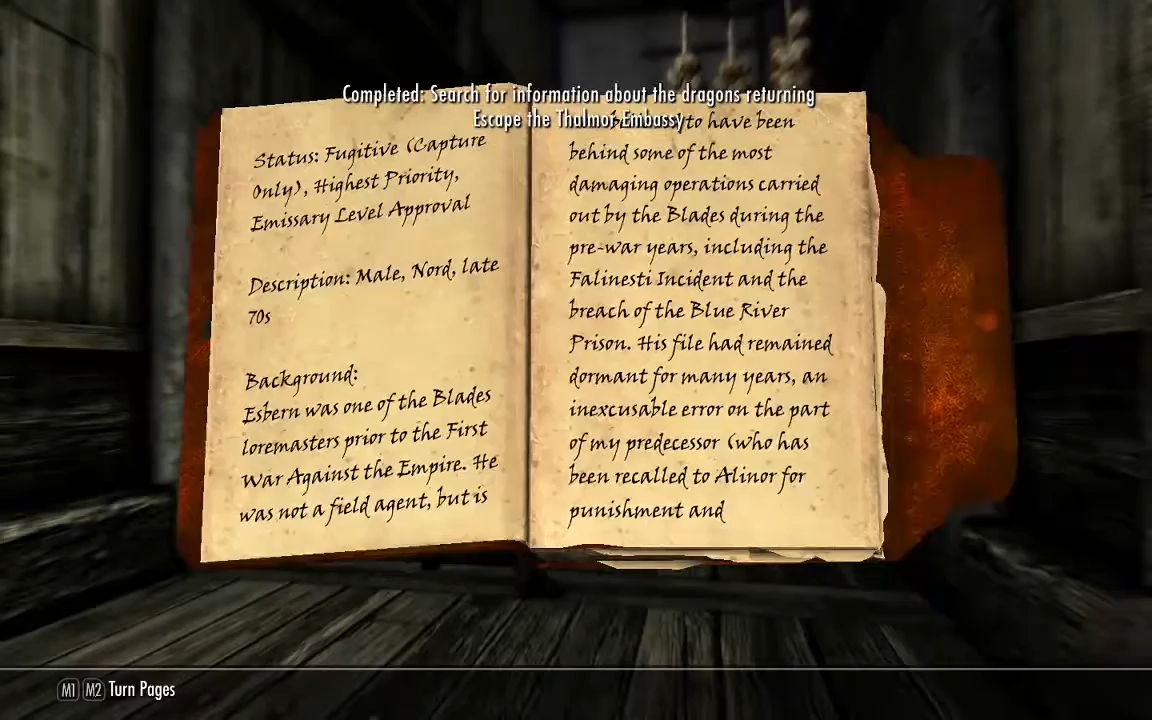 Completed: Search for information about the dragons returning
Escape the Thalmor Embassy
Status: Fugitive (Capture
Only), Highest Priority,
Emissary Level Approval
Description: Male, Nord, late
70s
Background:
Esbern was one of the Blades
loremasters prior to the First
War Against the Empire. He
was not a field agent, but is
to have been
behind some of the most
damaging operations carried
out by the Blades during the
pre-war years, including the
Falinesti Incident and the
breach of the Blue River
Prison. His file had remained
dormant for many years, an
inexcusable error on the part
of my predecessor (who has
been recalled to Alinor for
punishment and
M1 M2 Turn Pages